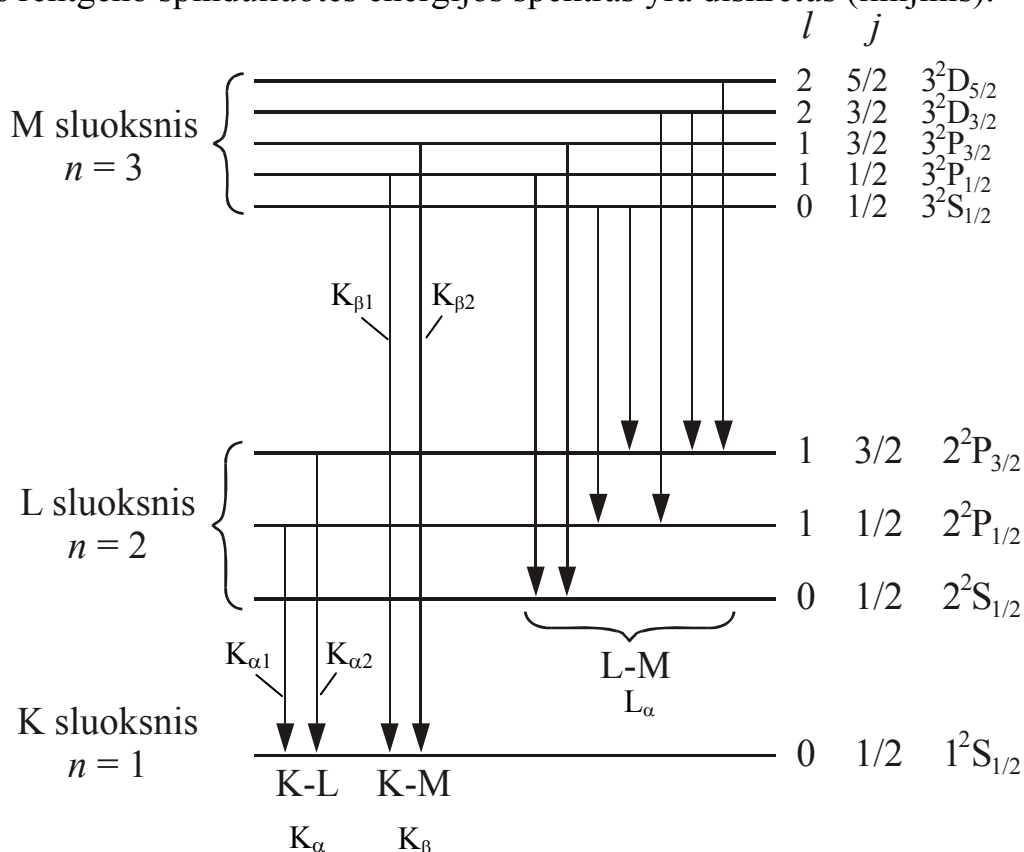 rentgeno spinduliuotės energijos spektras yra diskretus (linijinis).
l j
2 5/2 3²D₅/₂
M sluoksnis
n = 3
2 3/2 3²D₃/₂
1 3/2 3²P₃/₂
1 1/2 3²P₁/₂
0 1/2 3²S₁/₂
Kβ1 Kβ2
L sluoksnis
n = 2
1 3/2 2²P₃/₂
1 1/2 2²P₁/₂
0 1/2 2²S₁/₂
Kα1 Kα2
L-M
Lα
K sluoksnis
n = 1
0 1/2 1²S₁/₂
K-L K-M
Kα Kβ